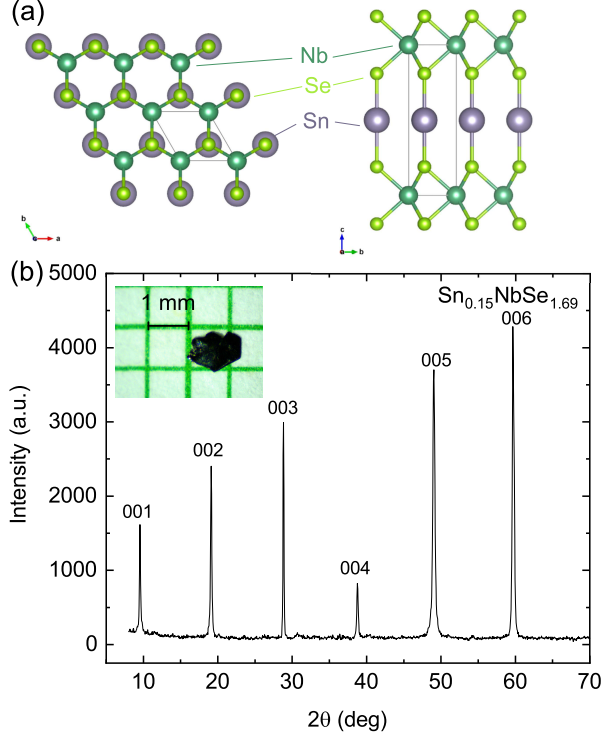 (a)
Nb
Se
Sn
b
a
c
b
(b)
5000
4000
3000
2000
1000
0
Intensity (a.u.)
1 mm
Sn0.15NbSe1.69
001
002
003
004
005
006
10 20 30 40 50 60 70
2θ (deg)